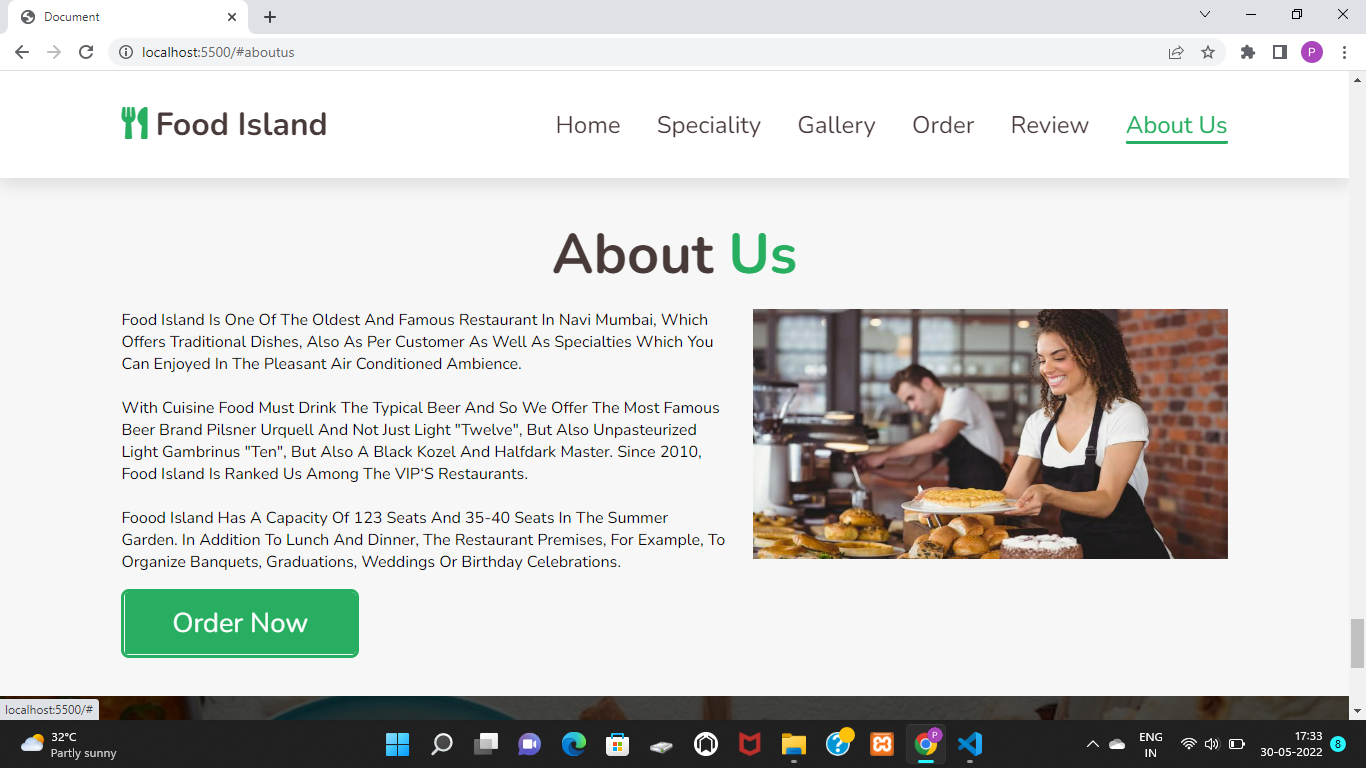 Document
localhost:5500/#aboutus
P
Food Island
Home Speciality Gallery Order Review About Us
About Us
Food Island Is One Of The Oldest And Famous Restaurant In Navi Mumbai, Which
Offers Traditional Dishes, Also As Per Customer As Well As Specialties Which You
Can Enjoyed In The Pleasant Air Conditioned Ambience.
With Cuisine Food Must Drink The Typical Beer And So We Offer The Most Famous
Beer Brand Pilsner Urquell And Not Just Light "Twelve", But Also Unpasteurized
Light Gambrinus "Ten", But Also A Black Kozel And Halfdark Master. Since 2010,
Food Island Is Ranked Us Among The VIP‘S Restaurants.
Foood Island Has A Capacity Of 123 Seats And 35-40 Seats In The Summer
Garden. In Addition To Lunch And Dinner, The Restaurant Premises, For Example, To
Organize Banquets, Graduations, Weddings Or Birthday Celebrations.
Order Now
localhost:5500/#
32°C
Partly sunny
P
ENG
IN
17:33
30-05-2022
8